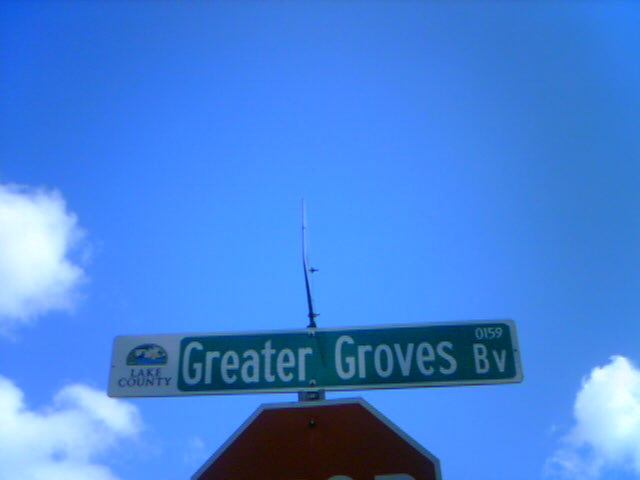 LAKE
COUNTY
Greater Groves Bv
0159